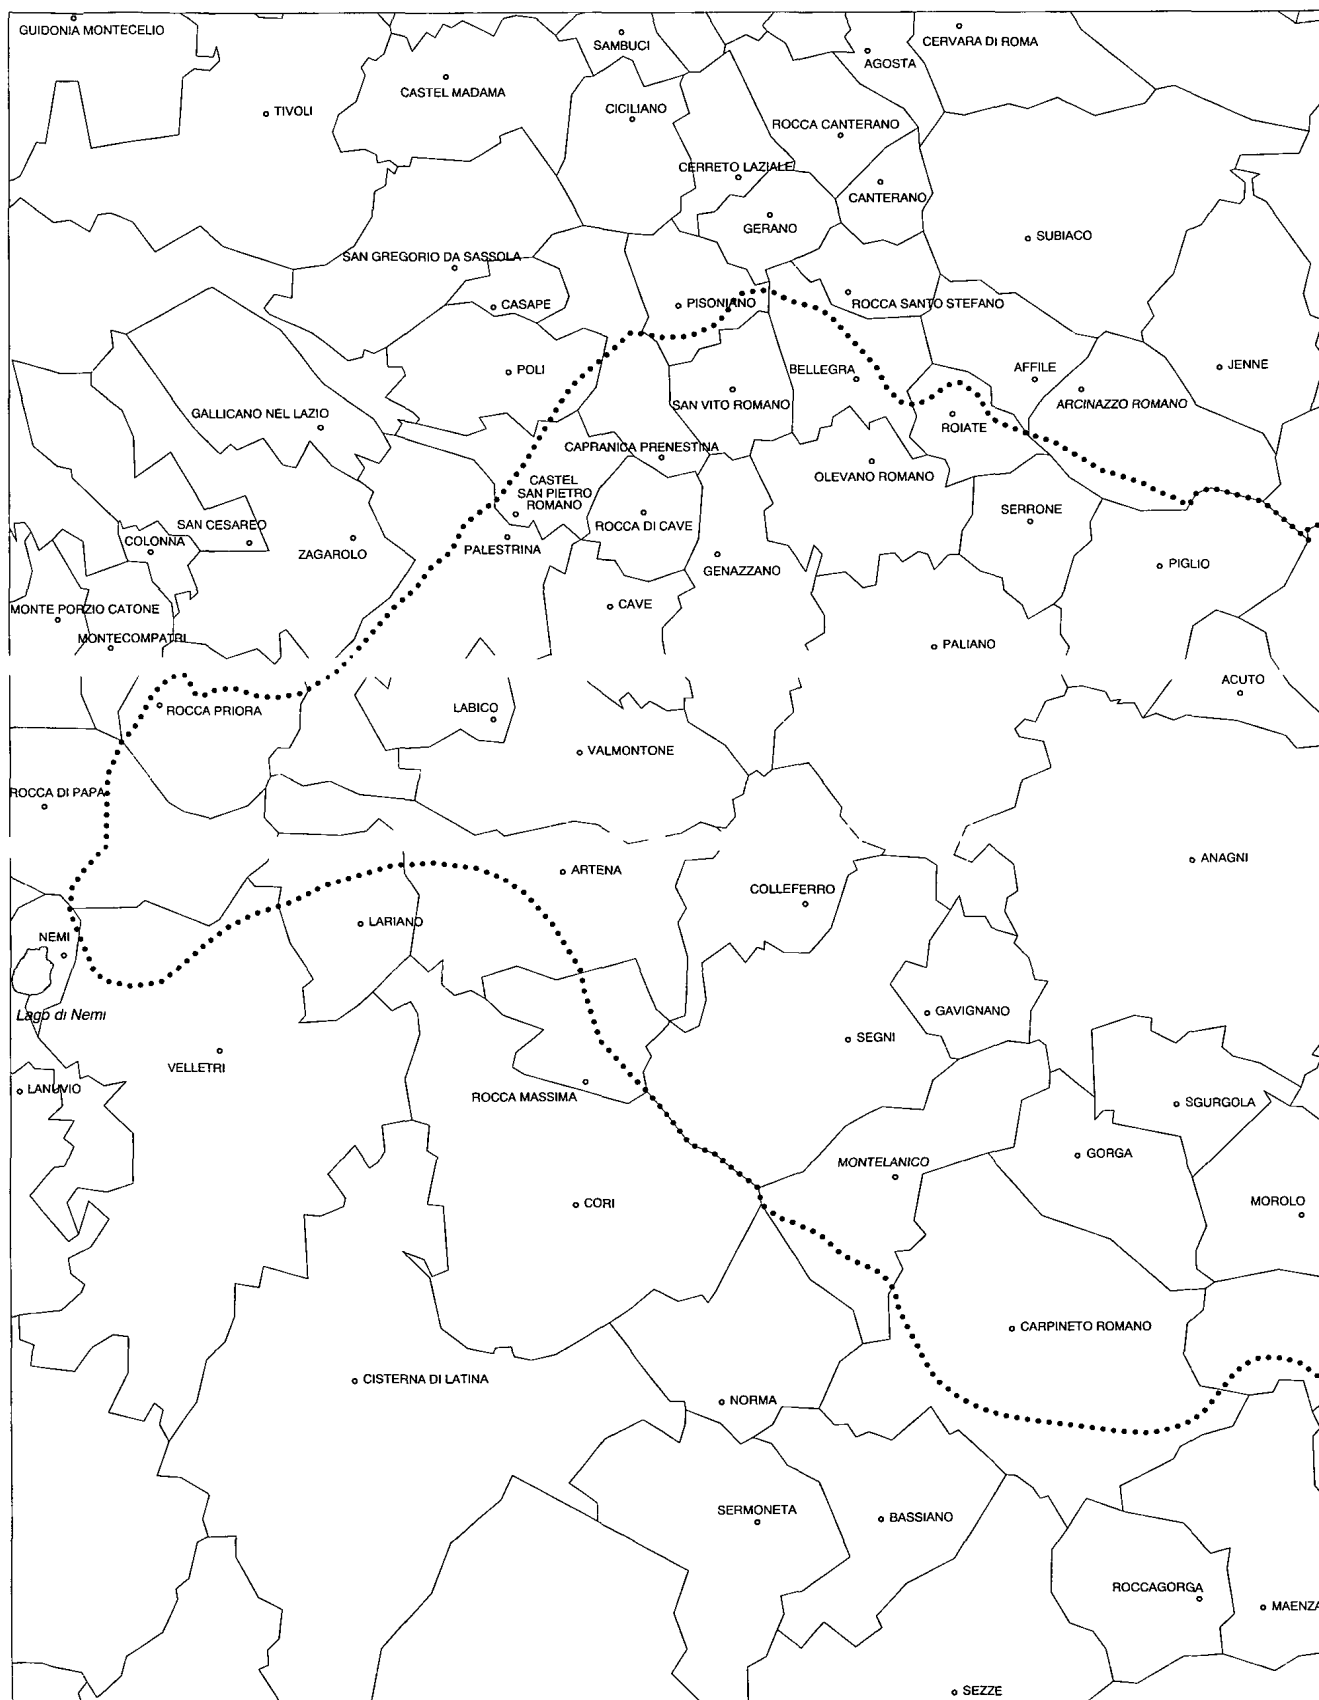 GUIDONIA MONTECELIO
SAMBUCI
CERVARA DI ROMA
AGOSTA
CASTEL MADAMA
TIVOLI
CICILIANO
ROCCA CANTERANO
CERRETO LAZIALE
CANTERANO
GERANO
SUBIACO
SAN GREGORIO DA SASSOLA
CASAPE
PISONIANO
ROCCA SANTO STEFANO
POLI
BELLEGRA
AFFILE
JENNE
GALLICANO NEL LAZIO
SAN VITO ROMANO
ARCINAZZO ROMANO
ROIATE
CAPRANICA PRENESTINA
OLEVANO ROMANO
CASTEL
SAN PIETRO
ROMANO
SAN CESAREO
ROCCA DI CAVE
SERRONE
COLONNA
ZAGAROLO
PALESTRINA
GENAZZANO
PIGLIO
MONTE PORZIO CATONE
CAVE
MONTECOMPATRI
PALIANO
ACUTO
ROCCA PRIORA
LABICO
VALMONTONE
ROCCA DI PAPA
ANAGNI
ARTENA
COLLEFERRO
LARIANO
NEMI
Lago di Nemi
GAVIGNANO
SEGNI
VELLETRI
LANUVIO
ROCCA MASSIMA
SGURGOLA
GORGA
MONTELANICO
CORI
MOROLO
CARPINETO ROMANO
CISTERNA DI LATINA
NORMA
SERMONETA
BASSIANO
ROCCAGORGA
MAENZA
SEZZE